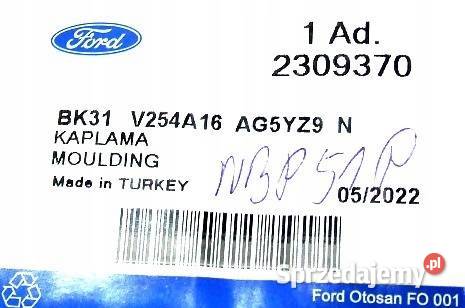 Ford
1 Ad.
2309370
BK31 V254A16 AG5YZ9 N
KAPLAMA
MOULDING
Made in TURKEY
NBP51P
05/2022
Sprzedajemy.pl
Ford Otosan FO 001